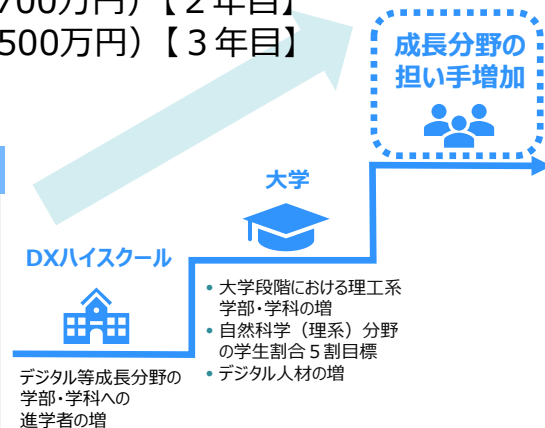 700万円）【２年目】
500万円）【３年目】
成長分野の
担い手増加
大学
DXハイスクール
• 大学段階における理工系
学部・学科の増
• 自然科学（理系）分野
の学生割合５割目標
• デジタル人材の増
デジタル等成長分野の
学部・学科への
進学者の増